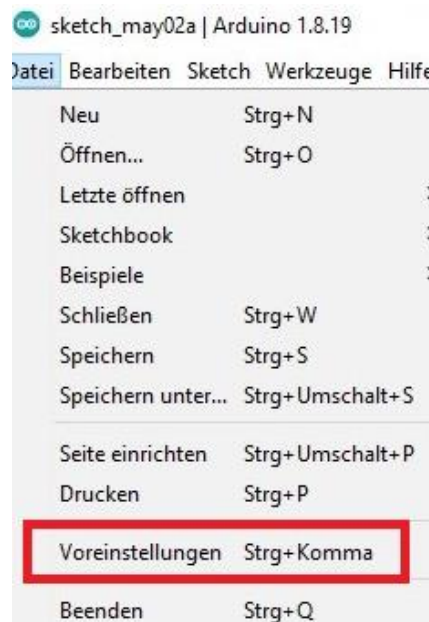 sketch_may02a | Arduino 1.8.19
Datei Bearbeiten Sketch Werkzeuge Hilfe
Neu Strg+N
Öffnen... Strg+O
Letzte öffnen
Sketchbook
Beispiele
Schließen Strg+W
Speichern Strg+S
Speichern unter... Strg+Umschalt+S
Seite einrichten Strg+Umschalt+P
Drucken Strg+P
Voreinstellungen Strg+Komma
Beenden Strg+Q